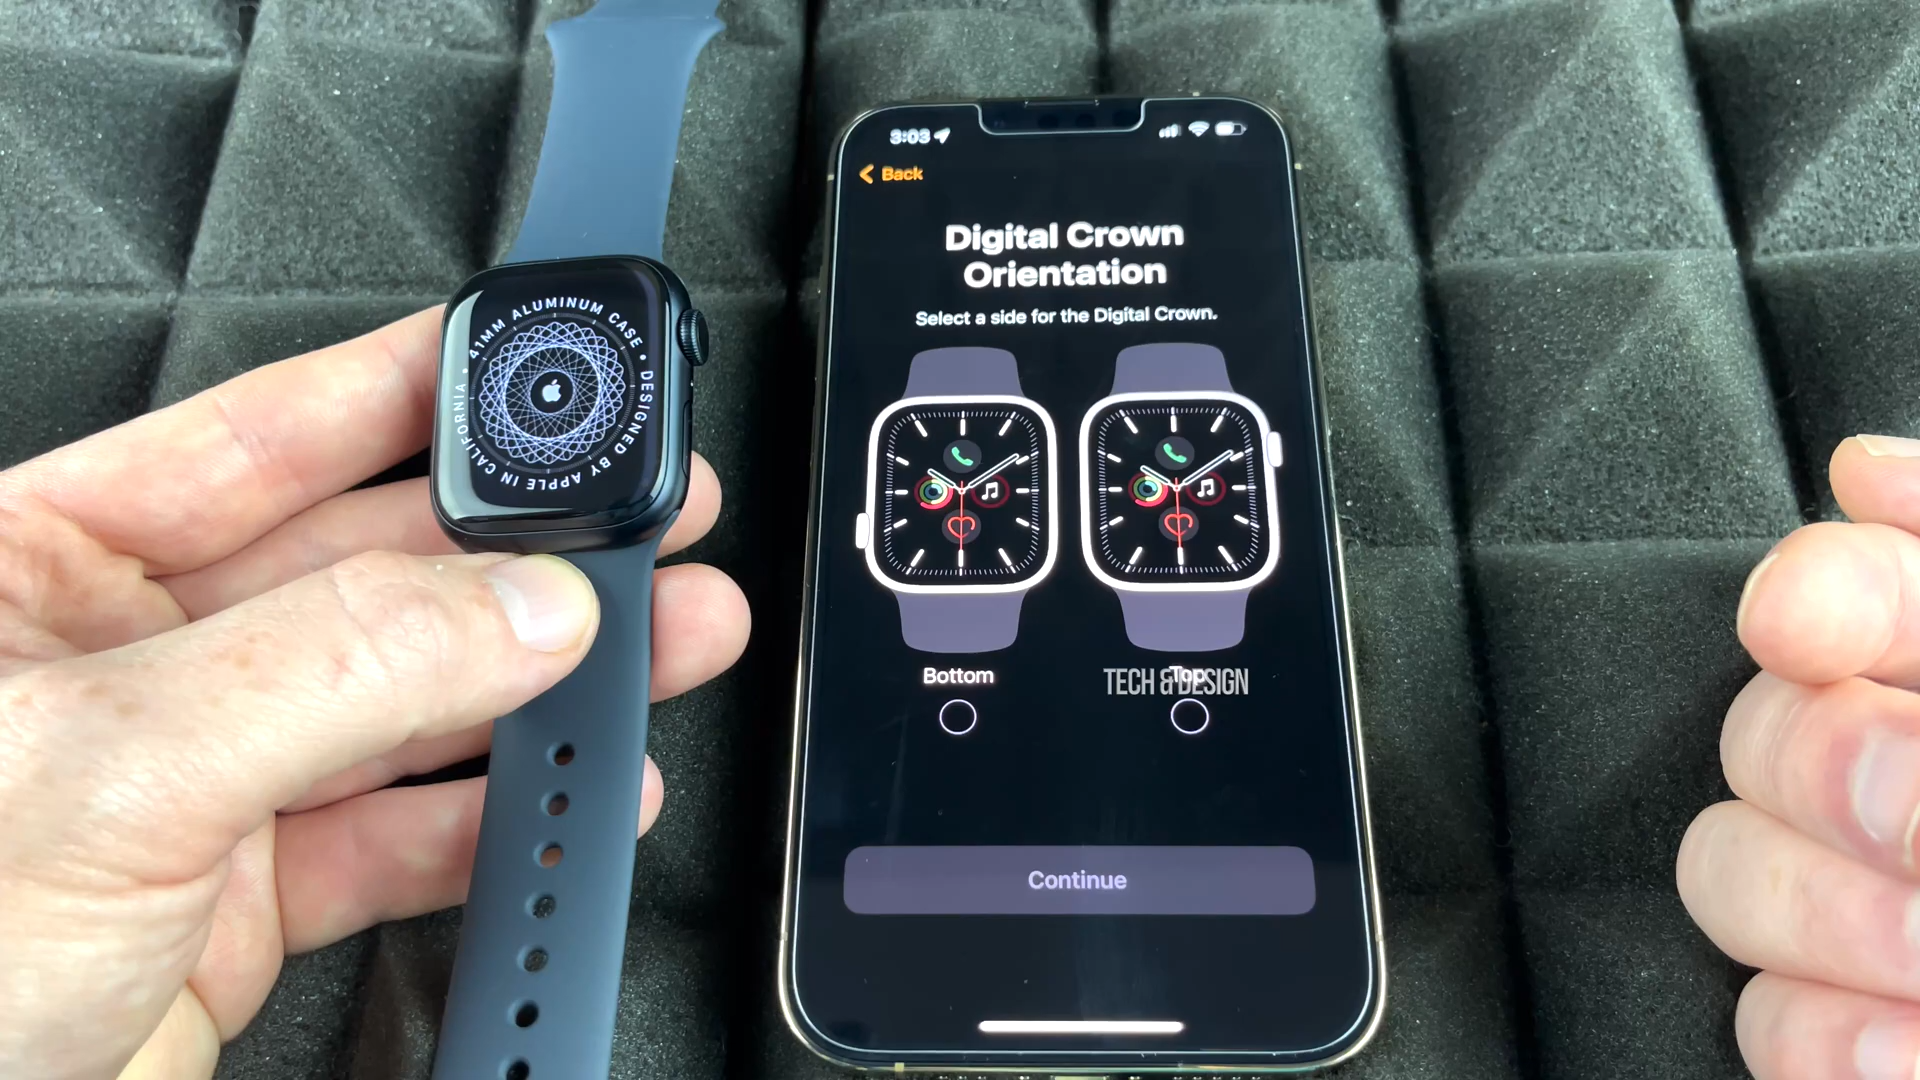 41MM ALUMINUM CASE • DESIGNED BY APPLE IN CALIFORNIA •
3:03
Back
Digital Crown
Orientation
Select a side for the Digital Crown.
Bottom
Top
TECH & DESIGN
Continue